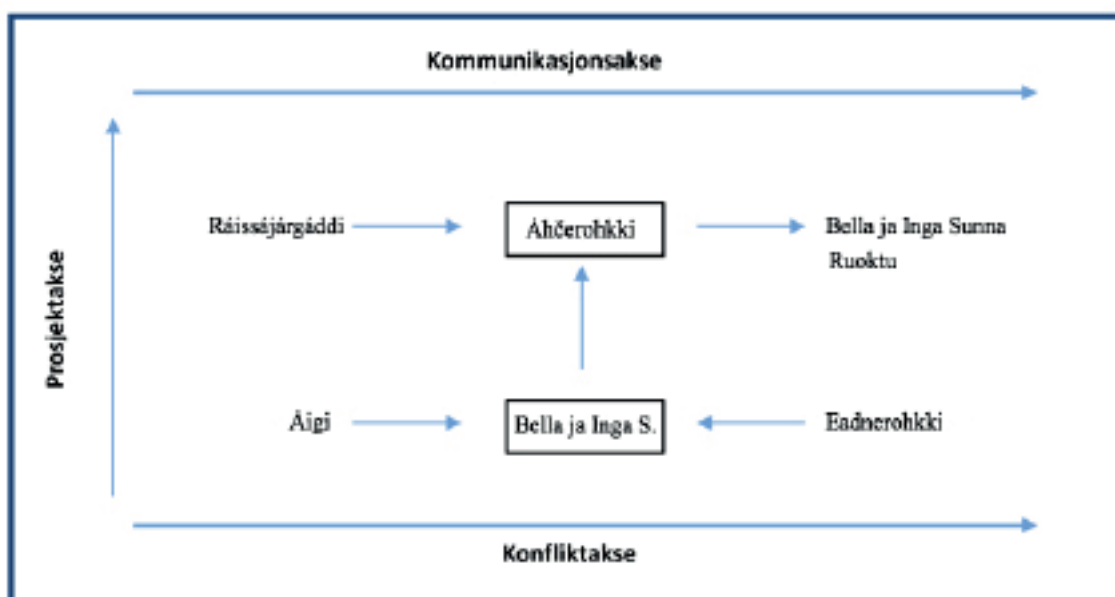 Kommunikasjonsakse
Prosjektakse
Ráissájárgáddi
Áhčerohkki
Bella ja Inga Sunna
Ruoktu
Áigi
Bella ja Inga S.
Eadnerohkki
Konfliktakse